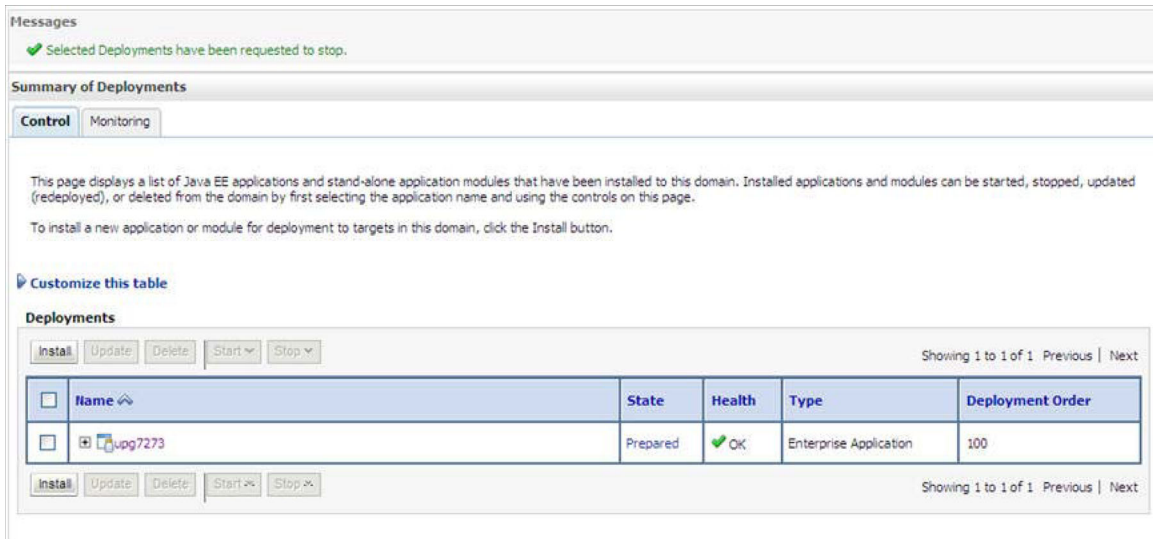 Messages
Selected Deployments have been requested to stop.
Summary of Deployments
Control Monitoring
This page displays a list of Java EE applications and stand-alone application modules that have been installed to this domain. Installed applications and modules can be started, stopped, updated
(redeployed), or deleted from the domain by first selecting the application name and using the controls on this page.
To install a new application or module for deployment to targets in this domain, click the Install button.
Customize this table
Deployments
Install Update Delete Start Stop Showing 1 to 1 of 1 Previous | Next
Name State Health Type Deployment Order
upg7273 Prepared OK Enterprise Application 100
Install Update Delete Start Stop Showing 1 to 1 of 1 Previous | Next